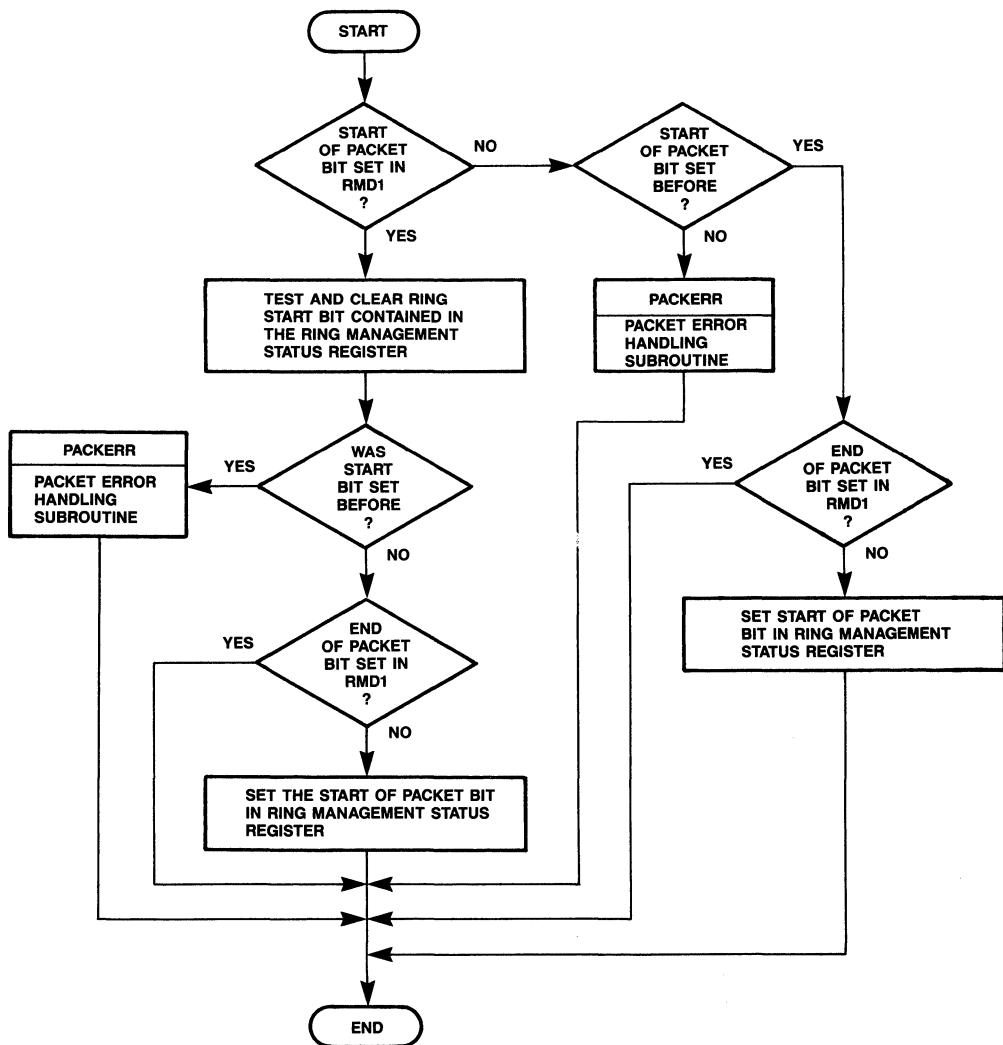 START
START
OF PACKET
BIT SET IN
RMD1
?
NO
START
OF PACKET
BIT SET
BEFORE
?
YES
YES
NO
TEST AND CLEAR RING
START BIT CONTAINED IN
THE RING MANAGEMENT
STATUS REGISTER
PACKERR
PACKET ERROR
HANDLING
SUBROUTINE
PACKERR
PACKET ERROR
HANDLING
SUBROUTINE
YES
WAS
START
BIT SET
BEFORE
?
NO
YES
END
OF PACKET
BIT SET IN
RMD1
?
NO
YES
END
OF PACKET
BIT SET IN
RMD1
?
NO
SET START OF PACKET
BIT IN RING MANAGEMENT
STATUS REGISTER
SET THE START OF PACKET BIT
IN RING MANAGEMENT STATUS
REGISTER
END